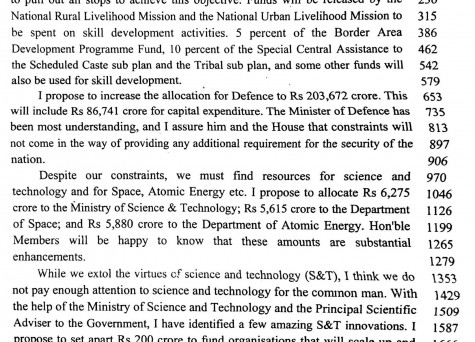 to pull out all stops to achieve this objective. Funds will be released by the 256
National Rural Livelihood Mission and the National Urban Livelihood Mission to 315
be spent on skill development activities. 5 percent of the Border Area 386
Development Programme Fund, 10 percent of the Special Central Assistance to 462
the Scheduled Caste sub plan and the Tribal sub plan, and some other funds will 542
also be used for skill development. 579
I propose to increase the allocation for Defence to Rs 203,672 crore. This 653
will include Rs 86,741 crore for capital expenditure. The Minister of Defence has 735
been most understanding, and I assure him and the House that constraints will 813
not come in the way of providing any additional requirement for the security of the 897
nation. 906
Despite our constraints, we must find resources for science and 970
technology and for Space, Atomic Energy etc. I propose to allocate Rs 6,275 1046
crore to the Ministry of Science & Technology; Rs 5,615 crore to the Department 1126
of Space; and Rs 5,880 crore to the Department of Atomic Energy. Hon'ble 1199
Members will be happy to know that these amounts are substantial 1265
enhancements. 1279
While we extol the virtues of science and technology (S&T), I think we do 1353
not pay enough attention to science and technology for the common man. With 1429
the help of the Ministry of Science and Technology and the Principal Scientific 1509
Adviser to the Government, I have identified a few amazing S&T innovations. I 1587
propose to set apart Rs 200 crore to fund organisations that will scale up and